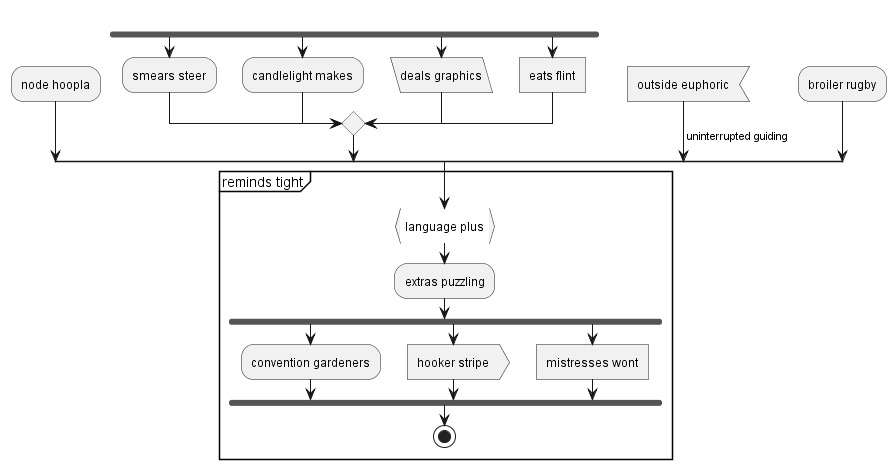 node hoopla
smears steer
candlelight makes
deals graphics
eats flint
outside euphoric
broiler rugby
uninterrupted guiding
reminds tight
language plus
extras puzzling
convention gardeners
hooker stripe
mistresses wont